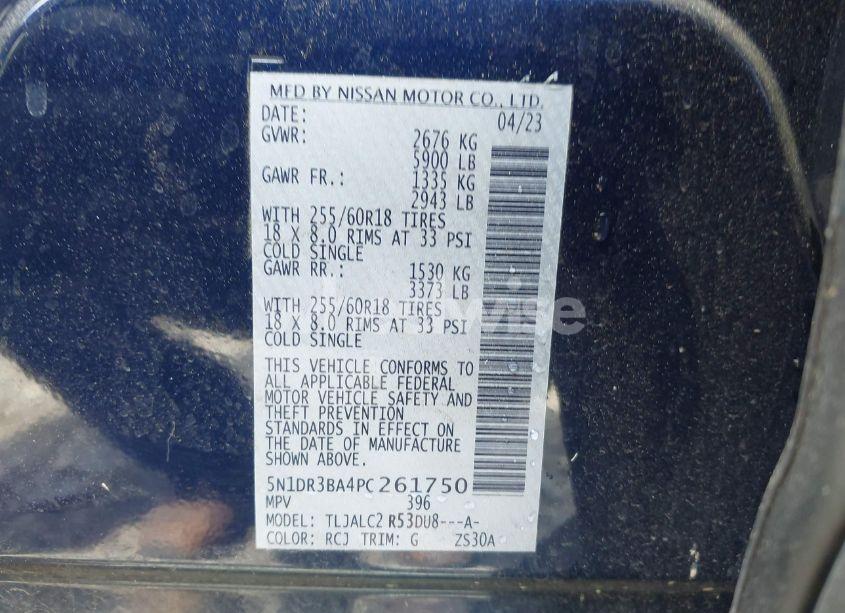 MFD BY NISSAN MOTOR CO., LTD.
DATE: 04/23
GVWR: 2676 KG
5900 LB
GAWR FR.: 1335 KG
2943 LB
WITH 255/60R18 TIRES
18 X 8.0 RIMS AT 33 PSI
COLD SINGLE
GAWR RR.: 1530 KG
3373 LB
WITH 255/60R18 TIRES
18 X 8.0 RIMS AT 33 PSI
COLD SINGLE
THIS VEHICLE CONFORMS TO
ALL APPLICABLE FEDERAL
MOTOR VEHICLE SAFETY AND
THEFT PREVENTION
STANDARDS IN EFFECT ON
THE DATE OF MANUFACTURE
SHOWN ABOVE.
5N1DR3BA4PC261750
MPV 396
MODEL: TLJALC2 R53DU8---A-
COLOR: RCJ TRIM: G ZS30A